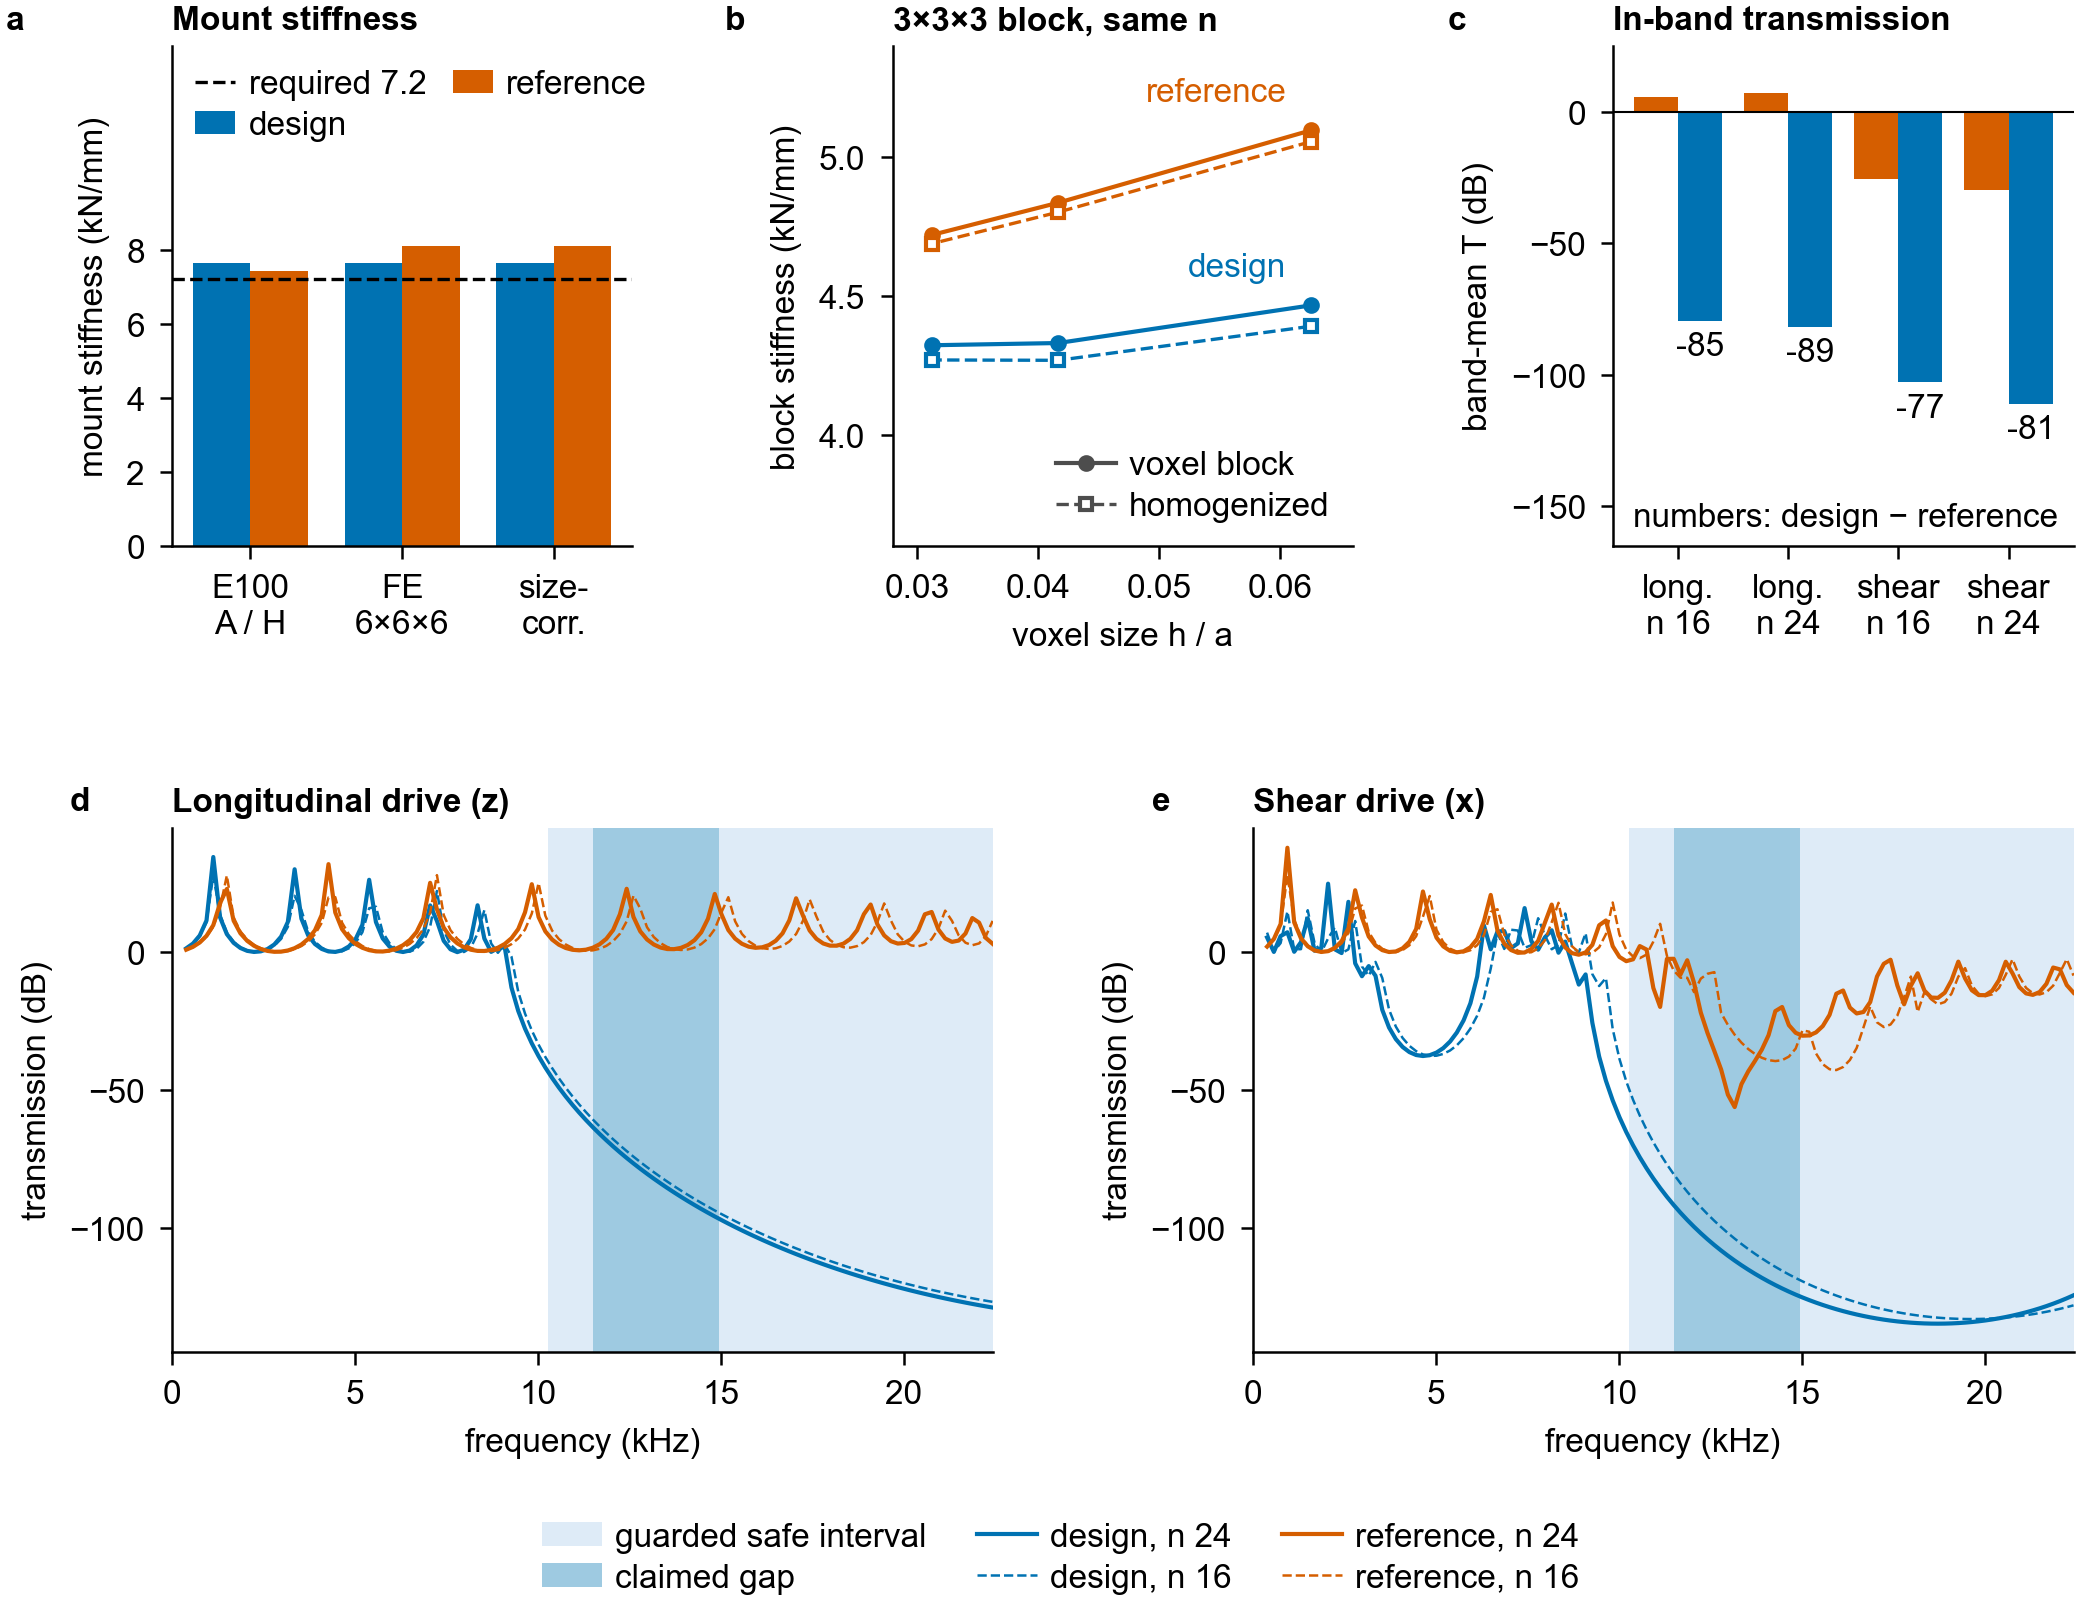 a
Mount stiffness
required 7.2
reference
design
mount stiffness (kN/mm)
8
6
4
2
0
E100
A / H
FE
6×6×6
size-
corr.
b
3×3×3 block, same n
reference
design
block stiffness (kN/mm)
5.0
4.5
4.0
voxel block
homogenized
0.03
0.04
0.05
0.06
voxel size h / a
c
In-band transmission
band-mean T (dB)
0
−50
−100
−150
-85
-89
-77
-81
numbers: design − reference
long.
n 16
long.
n 24
shear
n 16
shear
n 24
d
Longitudinal drive (z)
transmission (dB)
0
−50
−100
0
5
10
15
20
frequency (kHz)
e
Shear drive (x)
transmission (dB)
0
−50
−100
0
5
10
15
20
frequency (kHz)
guarded safe interval
claimed gap
design, n 24
design, n 16
reference, n 24
reference, n 16